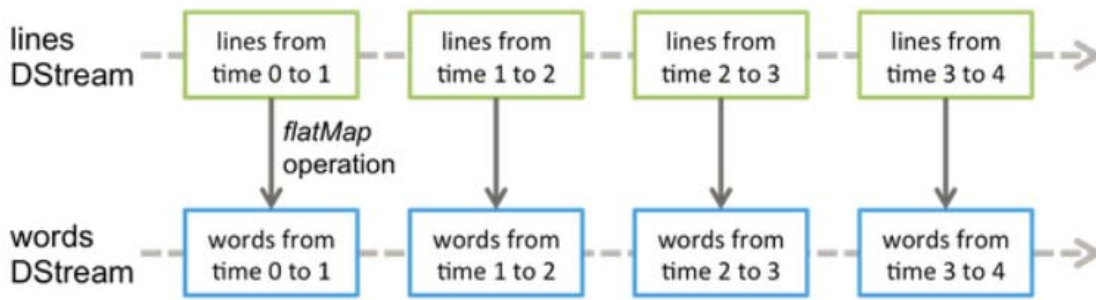 lines
DStream
lines from
time 0 to 1
lines from
time 1 to 2
lines from
time 2 to 3
lines from
time 3 to 4
flatMap
operation
words
DStream
words from
time 0 to 1
words from
time 1 to 2
words from
time 2 to 3
words from
time 3 to 4